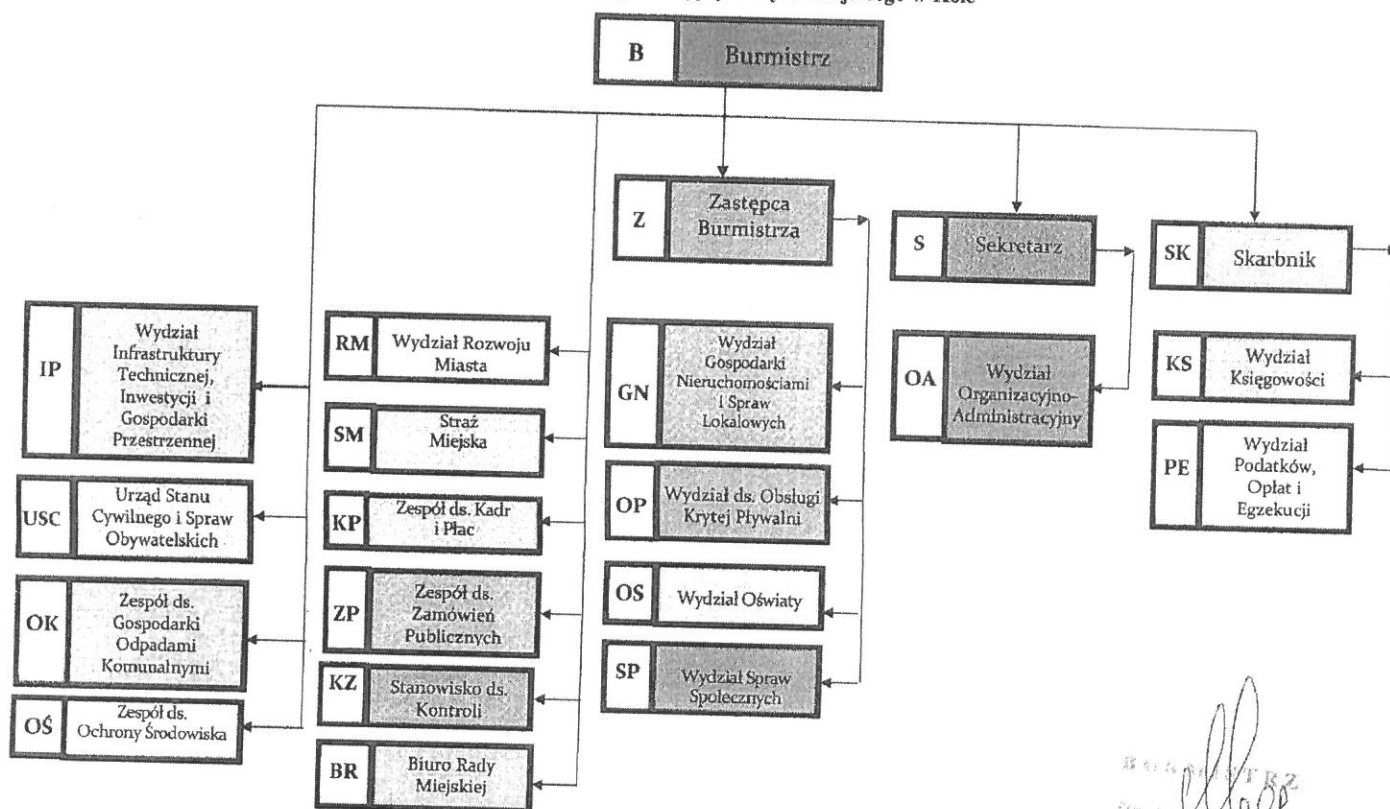 w Kole
B
Burmistrz
Z
Zastępca
Burmistrza
S
Sekretarz
SK
Skarbnik
IP
Wydział
Infrastruktury
Technicznej,
Inwestycji i
Gospodarki
Przestrzennej
USC
Urząd Stanu
Cywilnego i Spraw
Obywatelskich
OK
Zespół ds.
Gospodarki
Odpadami
Komunalnymi
OŚ
Zespół ds.
Ochrony Środowiska
RM
Wydział Rozwoju
Miasta
SM
Straż
Miejska
KP
Zespół ds. Kadr
i Płac
ZP
Zespół ds.
Zamówień
Publicznych
KZ
Stanowisko ds.
Kontroli
BR
Biuro Rady
Miejskiej
GN
Wydział
Gospodarki
Nieruchomościami
i Spraw
Lokalowych
OP
Wydział ds. Obsługi
Krytej Pływalni
OS
Wydział Oświaty
SP
Wydział Spraw
Społecznych
OA
Wydział
Organizacyjno-
Administracyjny
KS
Wydział
Księgowości
PE
Wydział
Podatków,
Opłat i
Egzekucji
BURMISTRZ